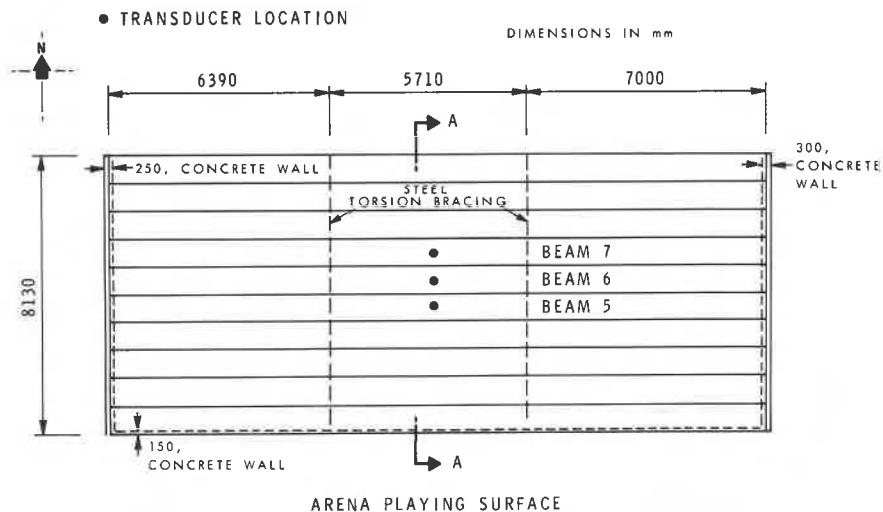 ● TRANSDUCER LOCATION
DIMENSIONS IN mm
N
6390
5710
7000
A
250, CONCRETE WALL
300,
CONCRETE
WALL
STEEL
TORSION BRACING
BEAM 7
BEAM 6
BEAM 5
8130
150,
CONCRETE WALL
A
ARENA PLAYING SURFACE